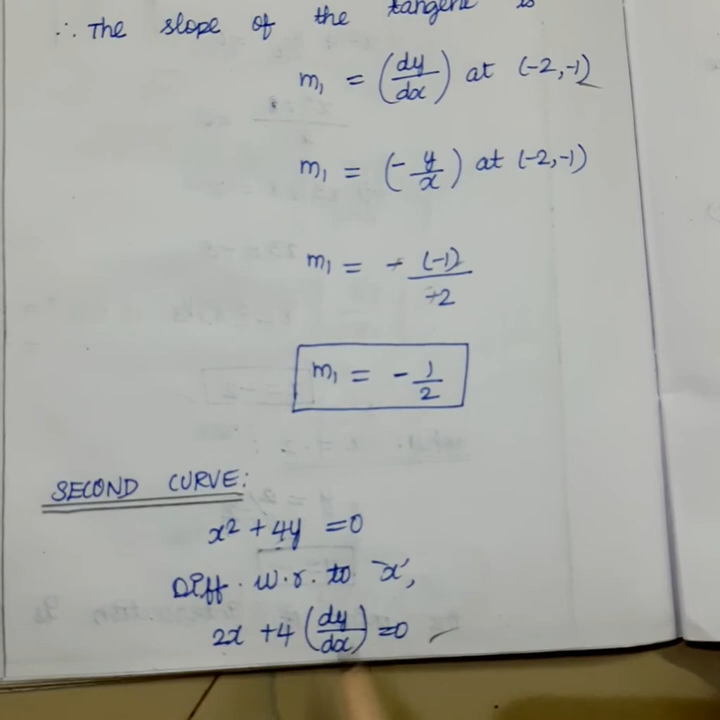 ∴ The slope of the tangent is
m₁ = (dy/dx) at (-2,-1)
m₁ = (- y/x) at (-2,-1)
m₁ = - (-1)/-2
m₁ = - 1/2
SECOND CURVE:
x² + 4y = 0
Diff. w.r. to 'x',
2x + 4 (dy/dx) = 0